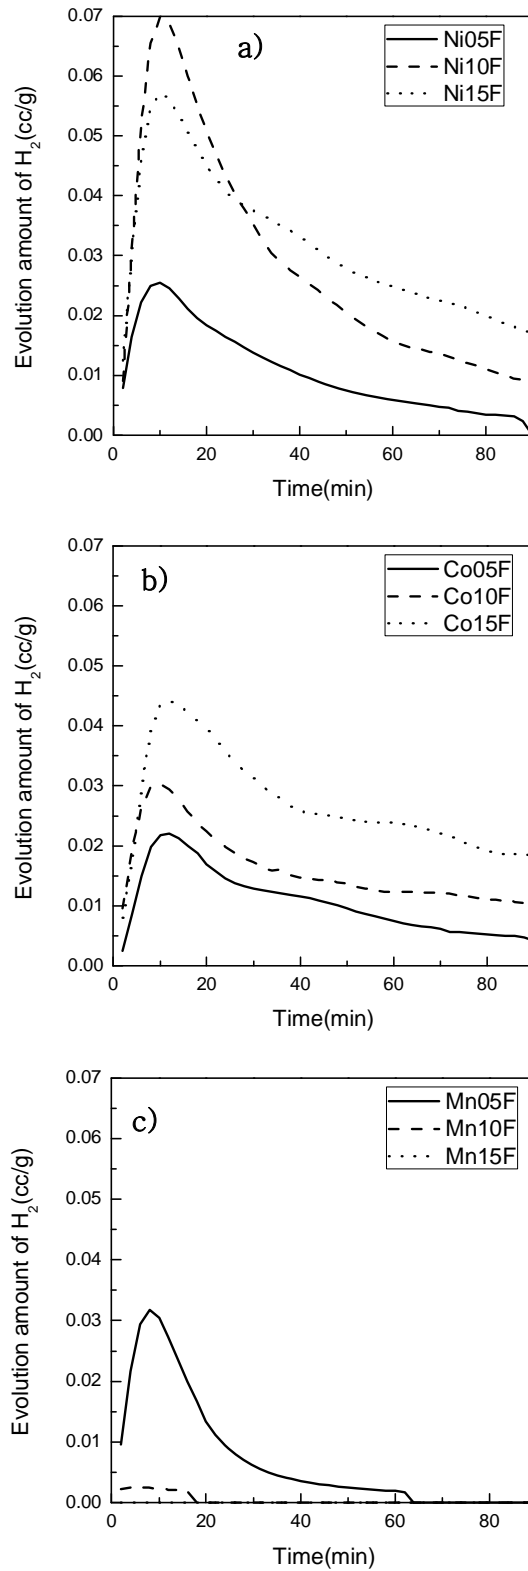 a)
Ni05F
Ni10F
Ni15F
Evolution amount of H2(cc/g)
0.07
0.06
0.05
0.04
0.03
0.02
0.01
0.00
0 20 40 60 80
Time(min)
b)
Co05F
Co10F
Co15F
Evolution amount of H2(cc/g)
0.07
0.06
0.05
0.04
0.03
0.02
0.01
0.00
0 20 40 60 80
Time(min)
c)
Mn05F
Mn10F
Mn15F
Evolution amount of H2(cc/g)
0.07
0.06
0.05
0.04
0.03
0.02
0.01
0.00
0 20 40 60 80
Time(min)